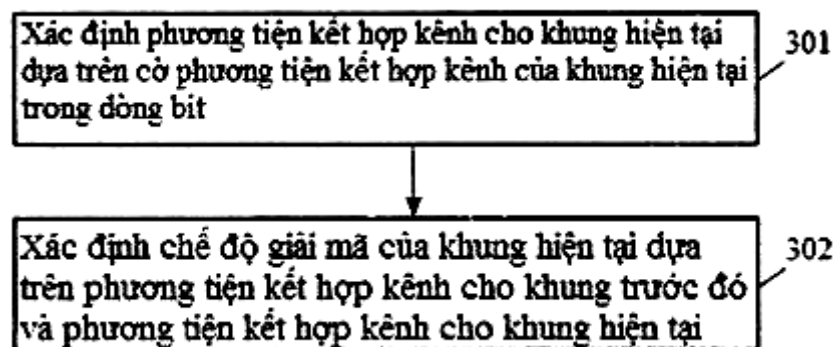 Xác định phương tiện kết hợp kênh cho khung hiện tại
dựa trên cờ phương tiện kết hợp kênh của khung hiện tại
trong dòng bit
301
Xác định chế độ giải mã của khung hiện tại dựa
trên phương tiện kết hợp kênh cho khung trước đó
và phương tiện kết hợp kênh cho khung hiện tại
302